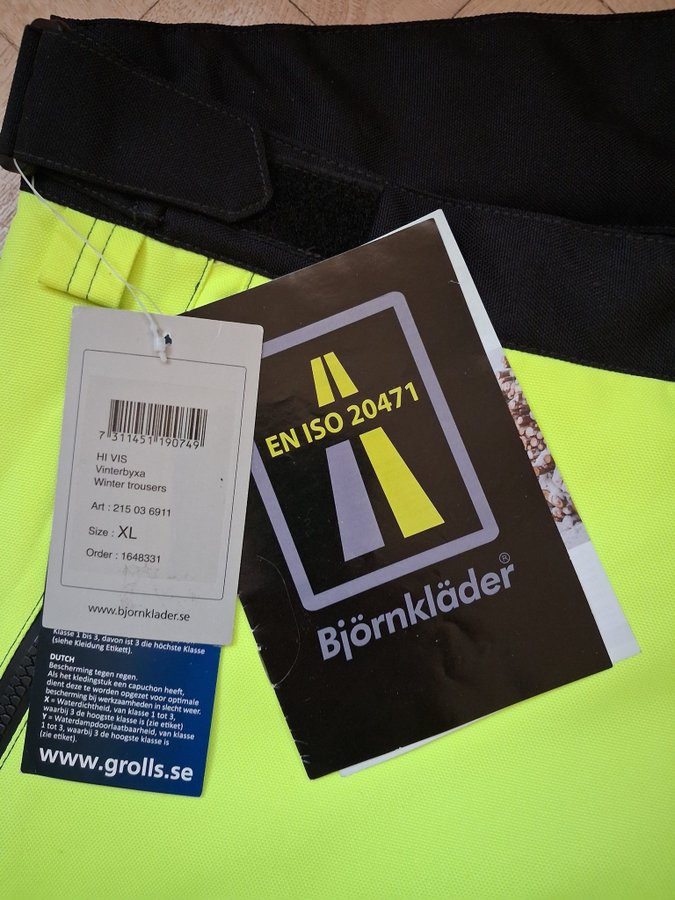 7 311451 190749
HI VIS
Vinterbyxa
Winter trousers
Art : 215 03 6911
Size : XL
Order : 1648331
www.bjornklader.se
Klasse 1 bis 3, davon ist 3 die höchste Klasse
(siehe Kleidung Etikett).
DUTCH
Bescherming tegen regen.
Als het kledingstuk een capuchon heeft,
dient deze te worden opgezet voor optimale
bescherming bij werkzaamheden in slecht weer.
X = Waterdichtheid, van klasse 1 tot 3,
waarbij 3 de hoogste klasse is (zie etiket)
Y = Waterdampdoorlaatbaarheid, van klasse
1 tot 3, waarbij 3 de hoogste klasse is
(zie etiket).
www.grolls.se
EN ISO 20471
Björnkläder®